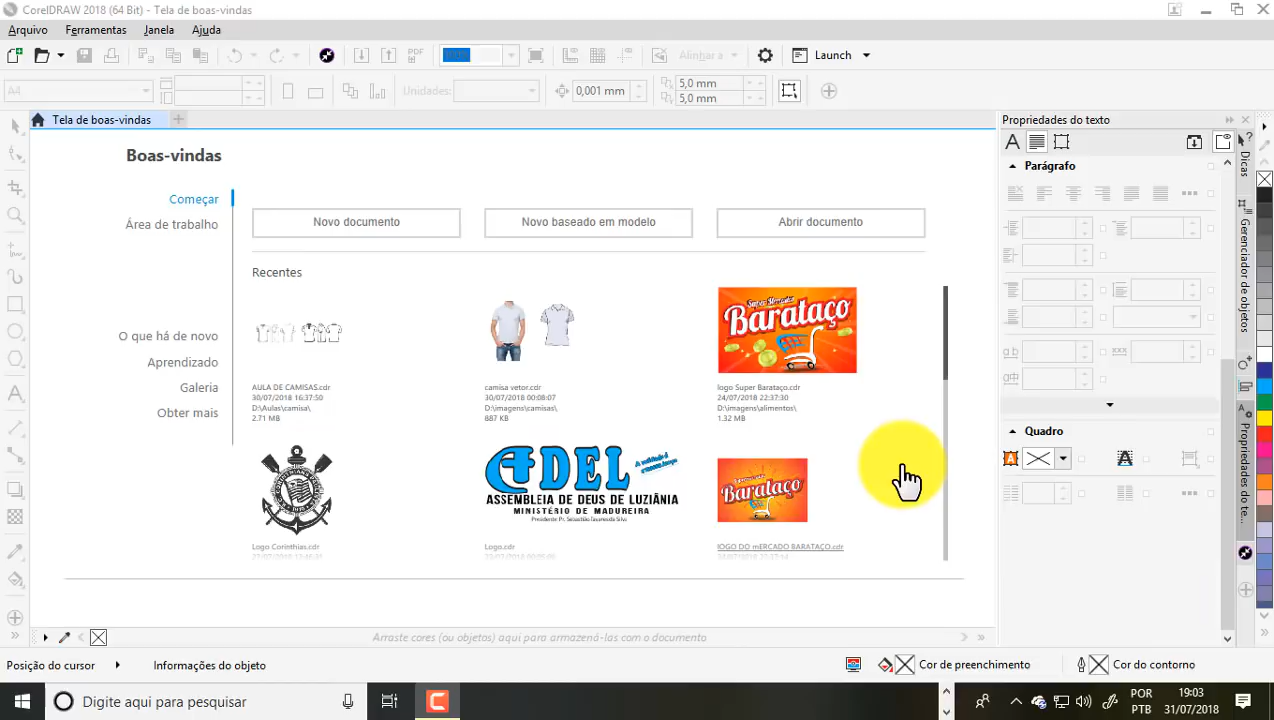 CorelDRAW 2018 (64 Bit) - Tela de boas-vindas
Arquivo Ferramentas Janela Ajuda
PDF Alinhar a Launch
A4 Unidades: 0,001 mm 5,0 mm
5,0 mm
Tela de boas-vindas
Boas-vindas
Começar
Área de trabalho
O que há de novo
Aprendizado
Galeria
Obter mais
Novo documento Novo baseado em modelo Abrir documento
Recentes
Super Barataço
AULA DE CAMISAS.cdr
30/07/2018 16:37:50
D:\Aulas\camisa\
2.71 MB
camisa vetor.cdr
30/07/2018 00:08:07
D:\imagens\camisas\
887 KB
logo Super Barataço.cdr
24/07/2018 22:37:30
D:\imagens\alimentos\
1.32 MB
ADEL
ASSEMBLEIA DE DEUS DE LUZIÂNIA
MINISTÉRIO DE MADUREIRA
Barataço
Logo Corinthias.cdr
Logo.cdr
lOGO DO mERCADO BARATAÇO.cdr
Arraste cores (ou objetos) aqui para armazená-las com o documento
Propriedades do texto
Parágrafo
Quadro
Dicas
Gerenciador de objetos
Propriedades do te...
Posição do cursor Informações do objeto Cor de preenchimento Cor do contorno
Digite aqui para pesquisar
POR
PTB
19:03
31/07/2018